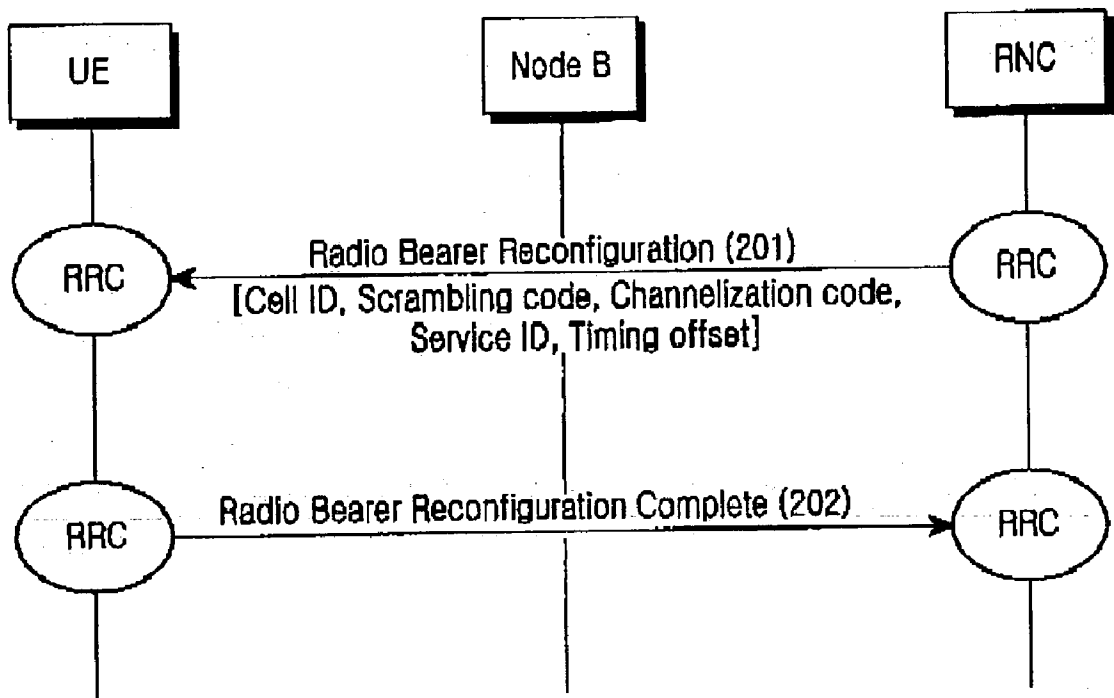 UE
Node B
RNC
Radio Bearer Reconfiguration (201)
RRC
RRC
[Cell ID, Scrambling code, Channelization code,
Service ID, Timing offset]
Radio Bearer Reconfiguration Complete (202)
RRC
RRC